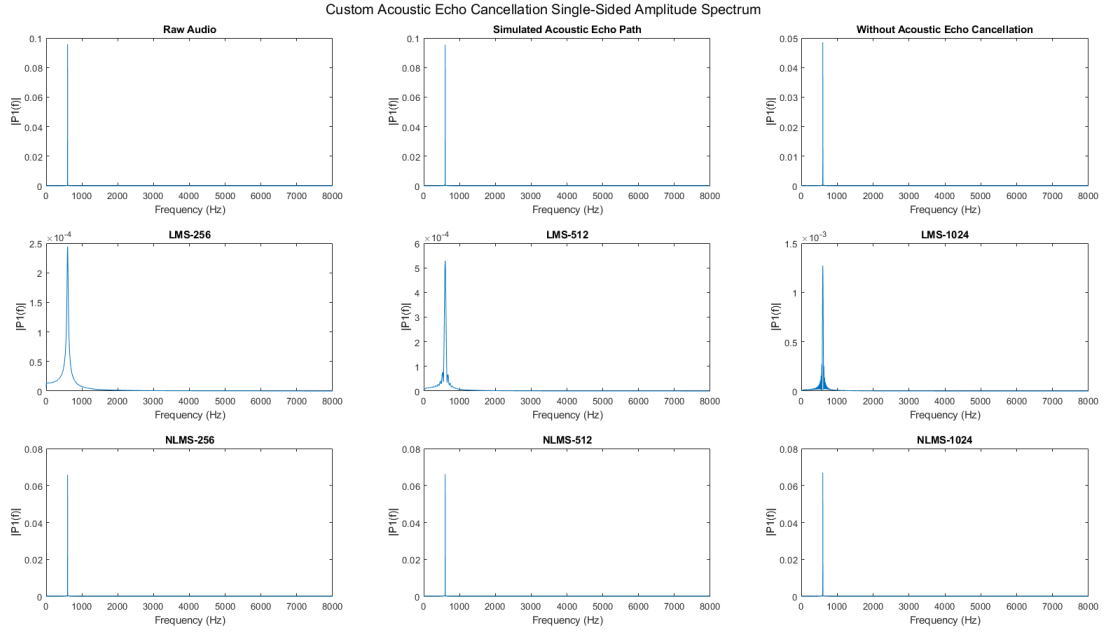 Custom Acoustic Echo Cancellation Single-Sided Amplitude Spectrum
Raw Audio
0.1
0.08
0.06
0.04
0.02
0
|P1(f)|
0 1000 2000 3000 4000 5000 6000 7000 8000
Frequency (Hz)
Simulated Acoustic Echo Path
0.1
0.08
0.06
0.04
0.02
0
|P1(f)|
0 1000 2000 3000 4000 5000 6000 7000 8000
Frequency (Hz)
Without Acoustic Echo Cancellation
0.05
0.04
0.03
0.02
0.01
0
|P1(f)|
0 1000 2000 3000 4000 5000 6000 7000 8000
Frequency (Hz)
LMS-256
×10⁻⁴
2.5
2
1.5
1
0.5
0
|P1(f)|
0 1000 2000 3000 4000 5000 6000 7000 8000
Frequency (Hz)
LMS-512
×10⁻⁴
6
5
4
3
2
1
0
|P1(f)|
0 1000 2000 3000 4000 5000 6000 7000 8000
Frequency (Hz)
LMS-1024
×10⁻³
1.5
1
0.5
0
|P1(f)|
0 1000 2000 3000 4000 5000 6000 7000 8000
Frequency (Hz)
NLMS-256
0.08
0.06
0.04
0.02
0
|P1(f)|
0 1000 2000 3000 4000 5000 6000 7000 8000
Frequency (Hz)
NLMS-512
0.08
0.06
0.04
0.02
0
|P1(f)|
0 1000 2000 3000 4000 5000 6000 7000 8000
Frequency (Hz)
NLMS-1024
0.08
0.06
0.04
0.02
0
|P1(f)|
0 1000 2000 3000 4000 5000 6000 7000 8000
Frequency (Hz)